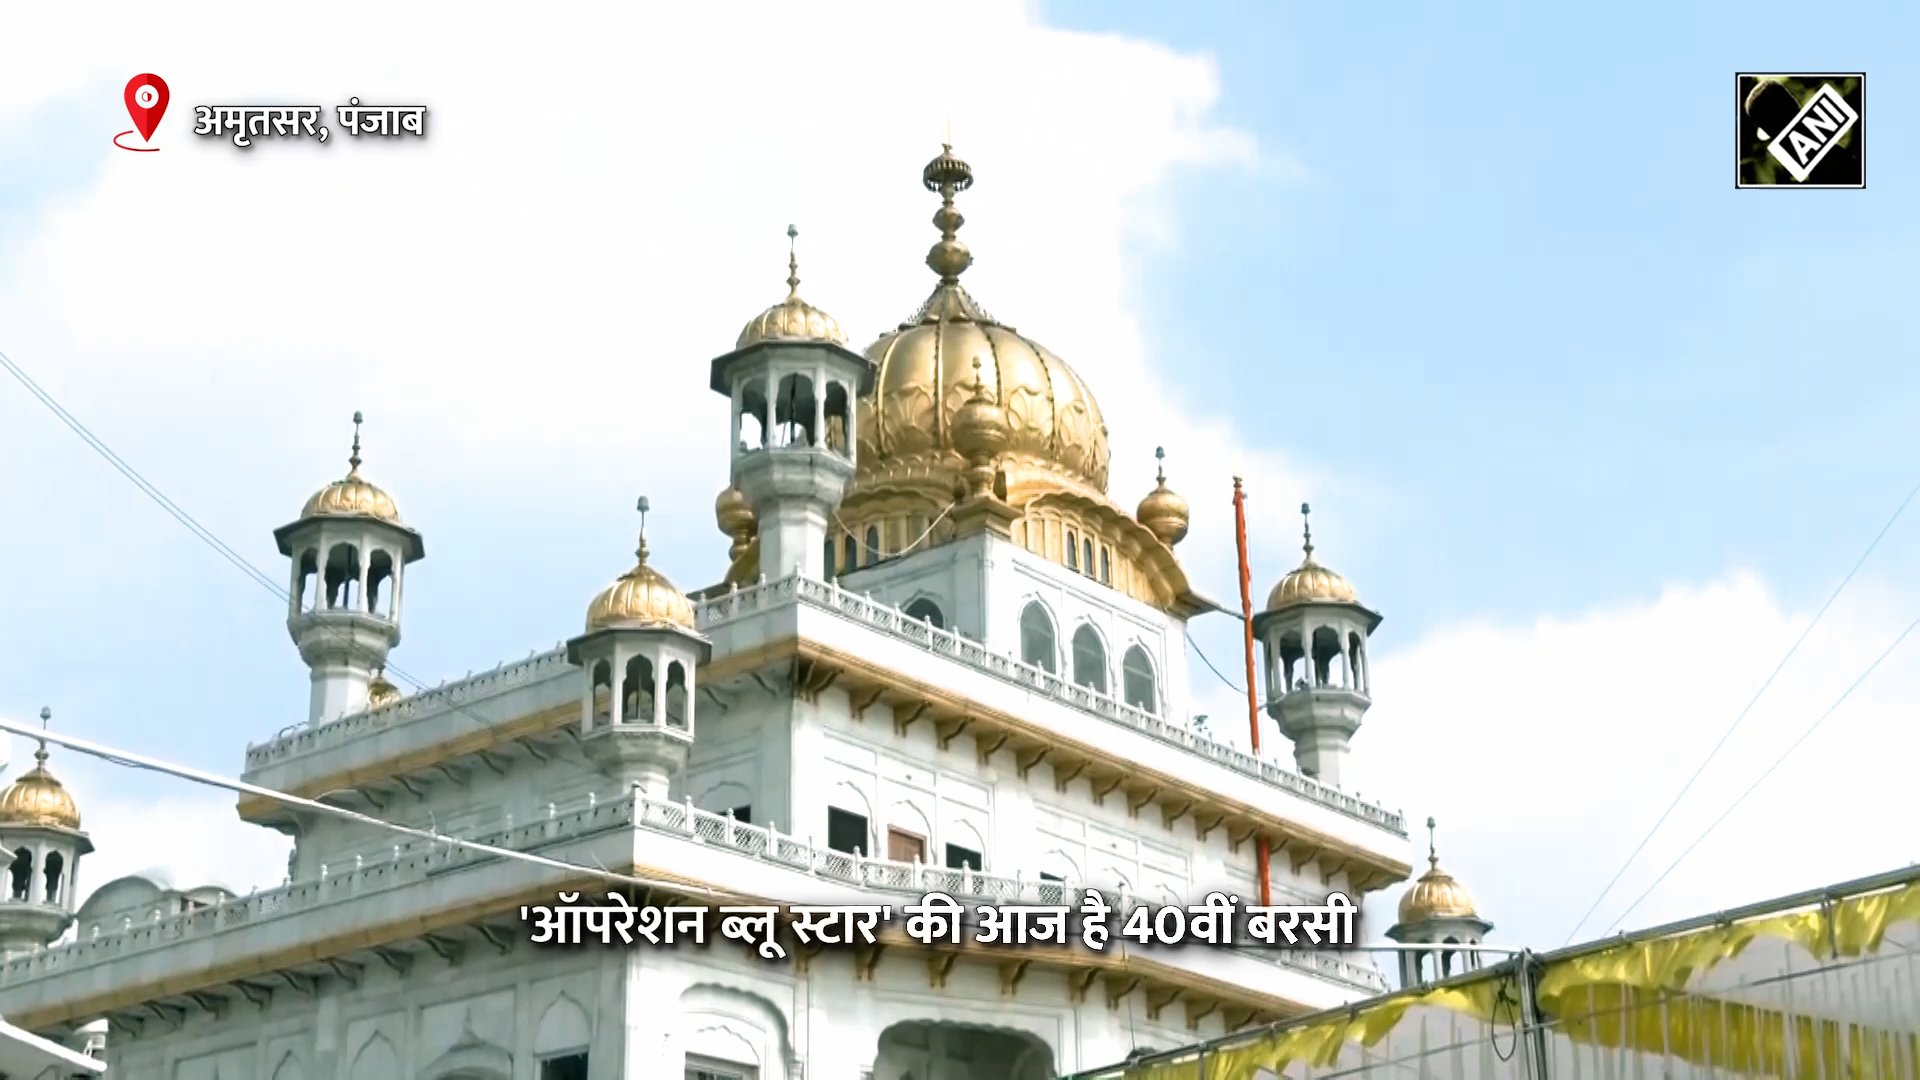 अमृतसर, पंजाब
ANI
'ऑपरेशन ब्लू स्टार' की आज है 40वीं बरसी